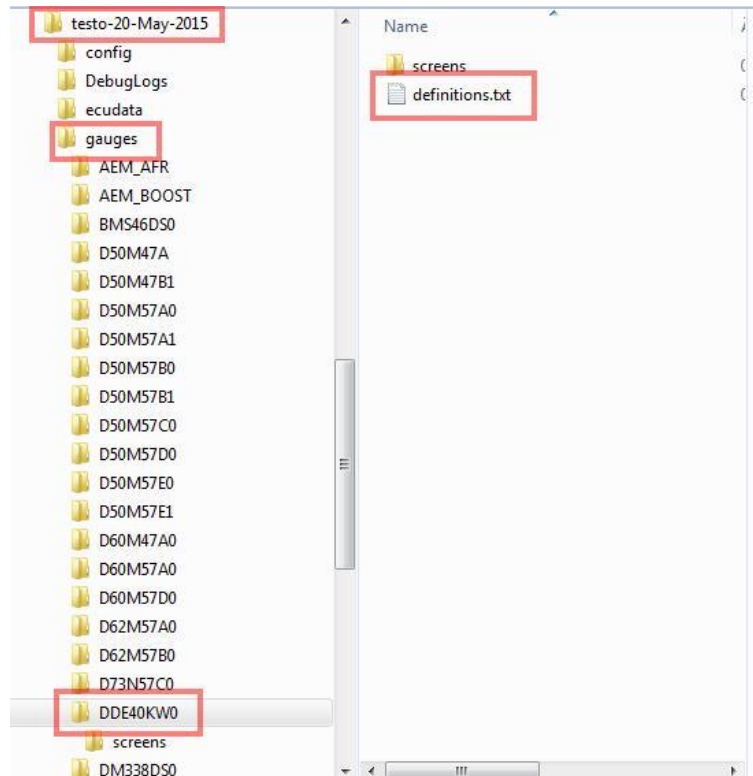 testo-20-May-2015
config
DebugLogs
ecudata
gauges
AEM_AFR
AEM_BOOST
BMS46DS0
D50M47A
D50M47B1
D50M57A0
D50M57A1
D50M57B0
D50M57B1
D50M57C0
D50M57D0
D50M57E0
D50M57E1
D60M47A0
D60M57A0
D60M57D0
D62M57A0
D62M57B0
D73N57C0
DDE40KW0
screens
DM338DS0
Name
screens
definitions.txt